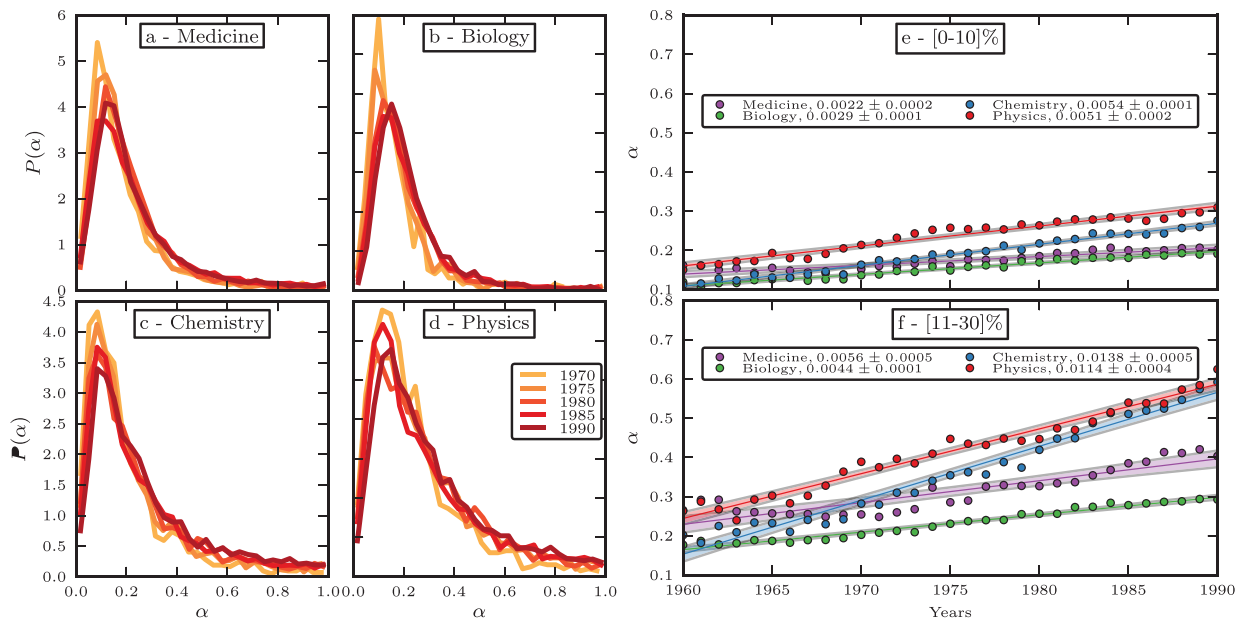 a - Medicine
P(α)
6
5
4
3
2
1
0
b - Biology
c - Chemistry
P(α)
4.5
4.0
3.5
3.0
2.5
2.0
1.5
1.0
0.5
0.0
0.0 0.2 0.4 0.6 0.8 1.0
α
d - Physics
1970
1975
1980
1985
1990
0.0 0.2 0.4 0.6 0.8 1.0
α
e - [0-10]%
α
0.8
0.7
0.6
0.5
0.4
0.3
0.2
0.1
Medicine, 0.0022 ± 0.0002 Chemistry, 0.0054 ± 0.0001
Biology, 0.0029 ± 0.0001 Physics, 0.0051 ± 0.0002
f - [11-30]%
α
0.8
0.7
0.6
0.5
0.4
0.3
0.2
0.1
Medicine, 0.0056 ± 0.0005 Chemistry, 0.0138 ± 0.0005
Biology, 0.0044 ± 0.0001 Physics, 0.0114 ± 0.0004
1960 1965 1970 1975 1980 1985 1990
Years